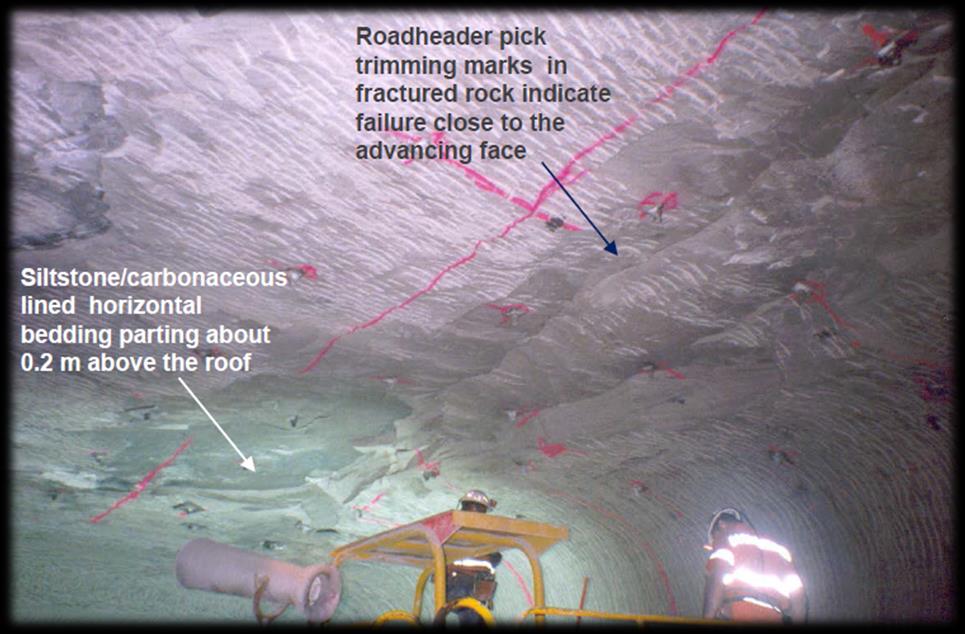 Roadheader pick
trimming marks in
fractured rock indicate
failure close to the
advancing face
Siltstone/carbonaceous
lined horizontal
bedding parting about
0.2 m above the roof